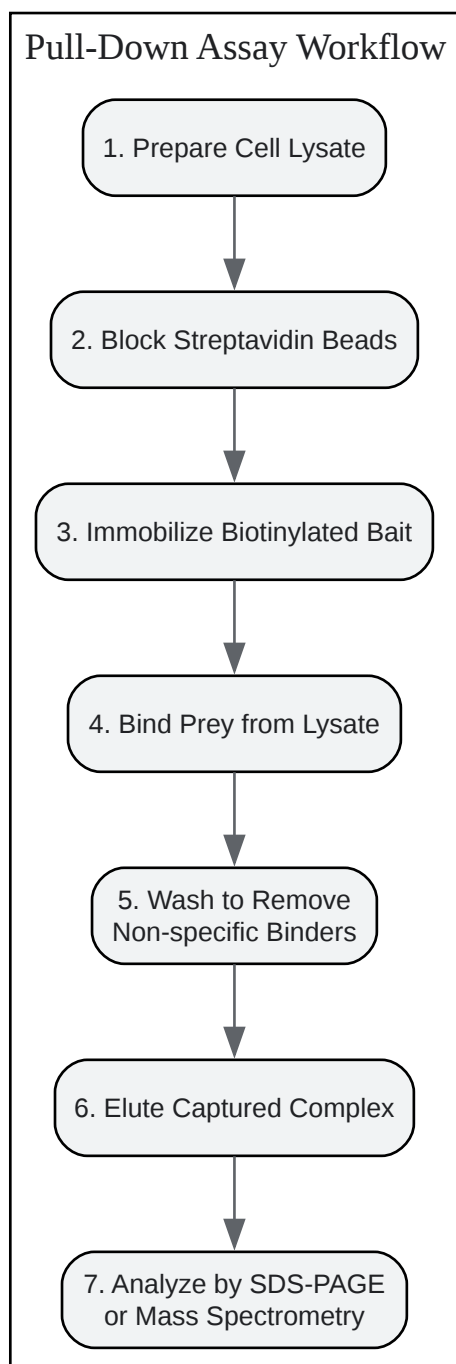 Pull-Down Assay Workflow
1. Prepare Cell Lysate
2. Block Streptavidin Beads
3. Immobilize Biotinylated Bait
4. Bind Prey from Lysate
5. Wash to Remove
Non-specific Binders
6. Elute Captured Complex
7. Analyze by SDS-PAGE
or Mass Spectrometry